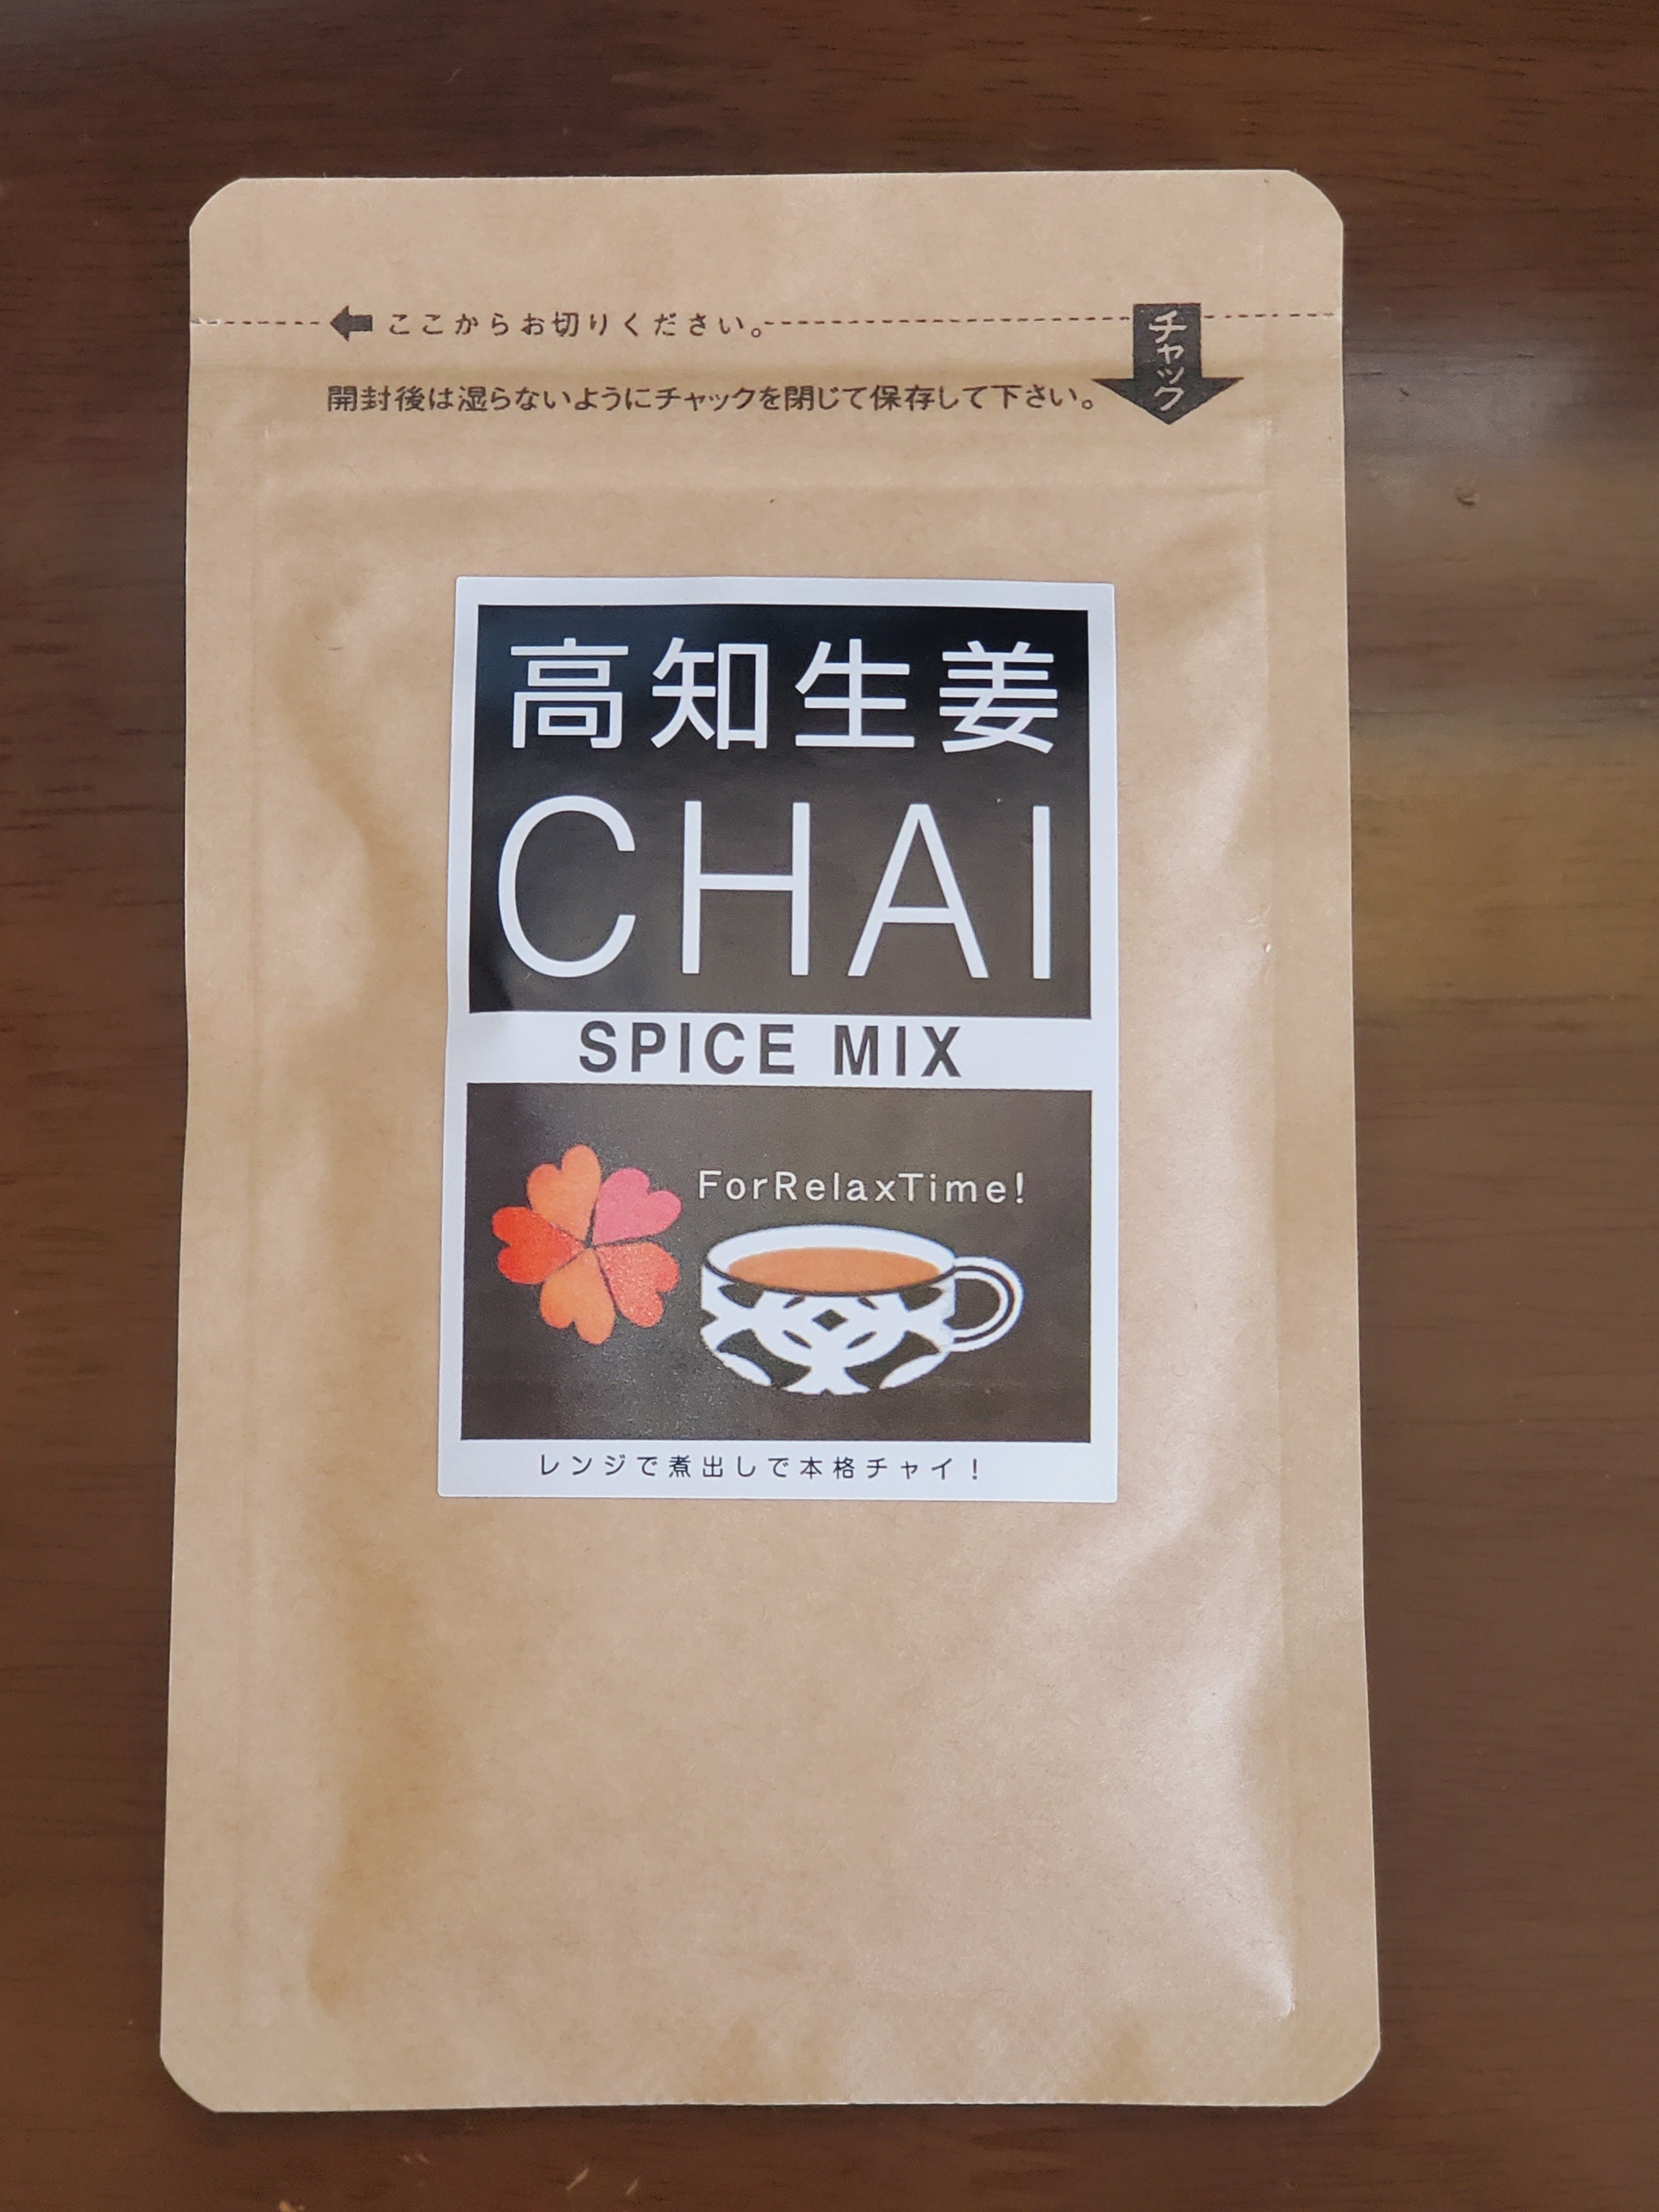 ここからお切りください。
チャック
開封後は湿らないようにチャックを閉じて保存して下さい。
高知生姜
CHAI
SPICE MIX
ForRelaxTime!
レンジで煮出しで本格チャイ！